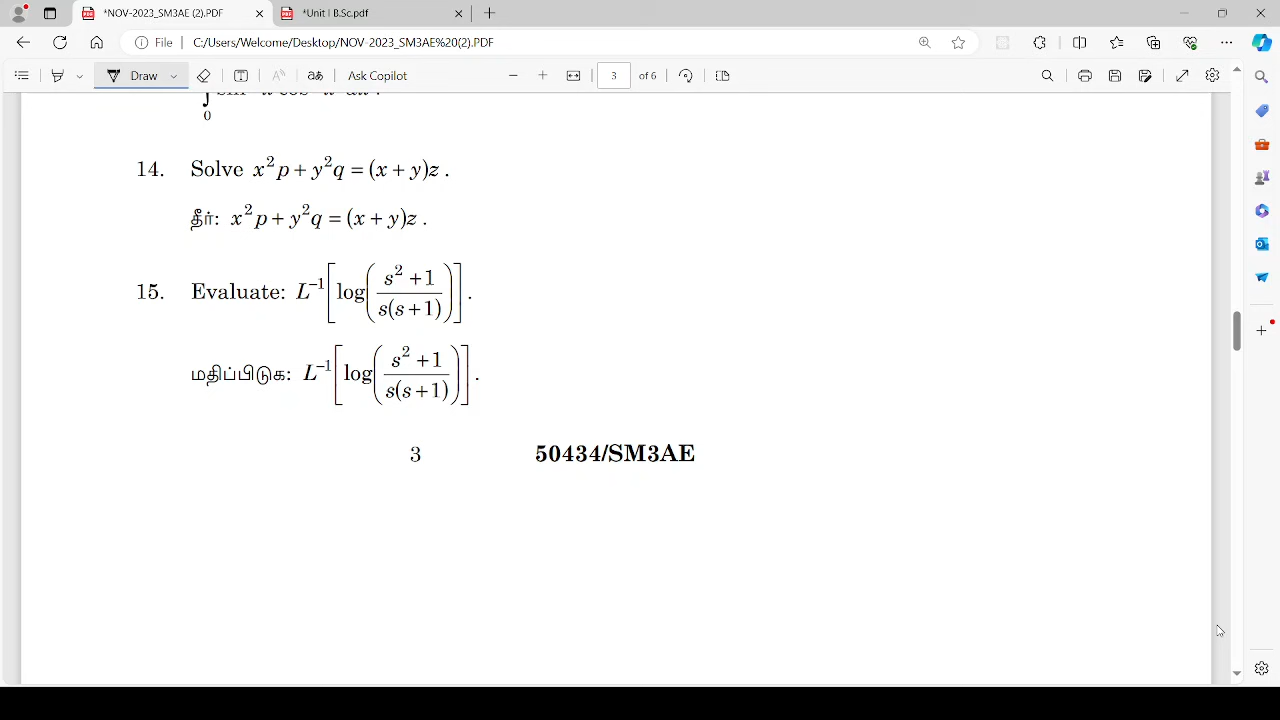 *NOV-2023_SM3AE (2).PDF
*Unit I B.Sc.pdf
File
C:/Users/Welcome/Desktop/NOV-2023_SM3AE%20(2).PDF
Draw
Ask Copilot
3 of 6
0
14. Solve x²p + y²q = (x + y)z .
தீர்: x²p + y²q = (x + y)z .
15. Evaluate: L⁻¹[log((s² + 1)/(s(s + 1)))] .
மதிப்பிடுக: L⁻¹[log((s² + 1)/(s(s + 1)))] .
3 50434/SM3AE